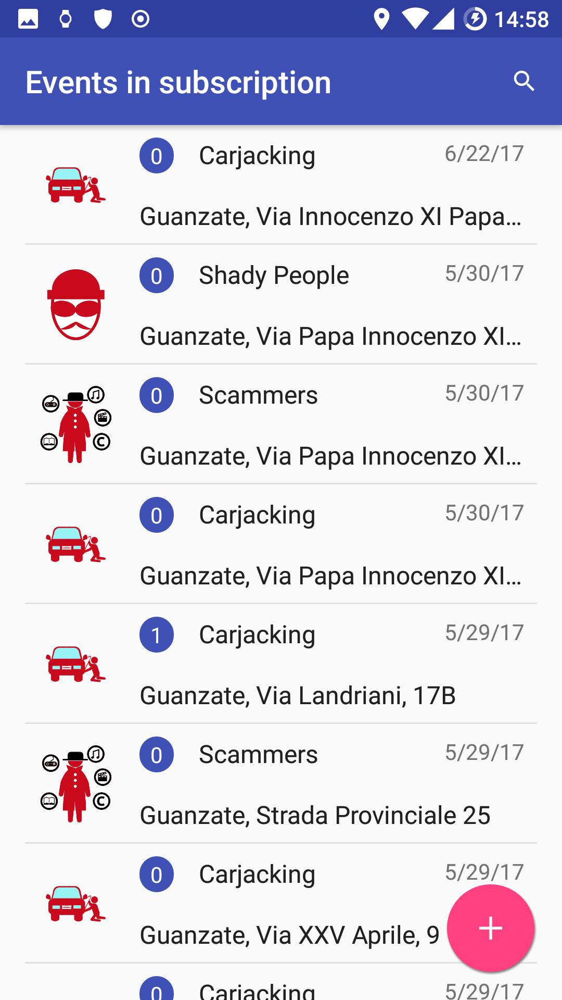 14:58
Events in subscription
0 Carjacking 6/22/17
Guanzate, Via Innocenzo XI Papa...
0 Shady People 5/30/17
Guanzate, Via Papa Innocenzo XI...
0 Scammers 5/30/17
Guanzate, Via Papa Innocenzo XI...
0 Carjacking 5/30/17
Guanzate, Via Papa Innocenzo XI...
1 Carjacking 5/29/17
Guanzate, Via Landriani, 17B
0 Scammers 5/29/17
Guanzate, Strada Provinciale 25
0 Carjacking 5/29/17
Guanzate, Via XXV Aprile, 9
0 Carjacking 5/29/17